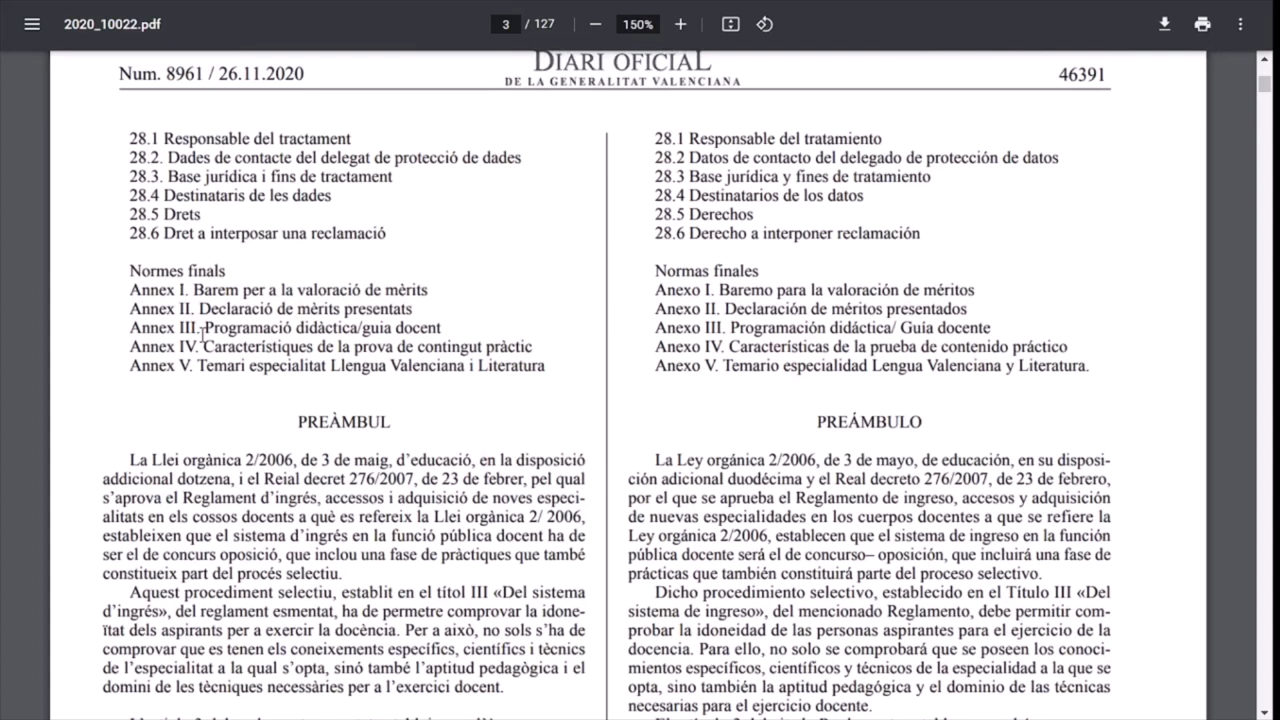 2020_10022.pdf
3 / 127
150%
Num. 8961 / 26.11.2020
DIARI OFICIAL
DE LA GENERALITAT VALENCIANA
46391
28.1 Responsable del tractament
28.2. Dades de contacte del delegat de protecció de dades
28.3. Base jurídica i fins de tractament
28.4 Destinataris de les dades
28.5 Drets
28.6 Dret a interposar una reclamació
Normes finals
Annex I. Barem per a la valoració de mèrits
Annex II. Declaració de mèrits presentats
Annex III. Programació didàctica/guia docent
Annex IV. Característiques de la prova de contingut pràctic
Annex V. Temari especialitat Llengua Valenciana i Literatura
PREÀMBUL
La Llei orgànica 2/2006, de 3 de maig, d’educació, en la disposició
addicional dotzena, i el Reial decret 276/2007, de 23 de febrer, pel qual
s’aprova el Reglament d’ingrés, accessos i adquisició de noves especi-
alitats en els cossos docents a què es refereix la Llei orgànica 2/ 2006,
estableixen que el sistema d’ingrés en la funció pública docent ha de
ser el de concurs oposició, que inclou una fase de pràctiques que també
constitueix part del procés selectiu.
Aquest procediment selectiu, establit en el títol III «Del sistema
d’ingrés», del reglament esmentat, ha de permetre comprovar la idone-
ïtat dels aspirants per a exercir la docència. Per a això, no sols s’ha de
comprovar que es tenen els coneixements específics, científics i tècnics
de l’especialitat a la qual s’opta, sinó també l’aptitud pedagògica i el
domini de les tècniques necessàries per a l’exercici docent.
28.1 Responsable del tratamiento
28.2 Datos de contacto del delegado de protección de datos
28.3 Base jurídica y fines de tratamiento
28.4 Destinatarios de los datos
28.5 Derechos
28.6 Derecho a interponer reclamación
Normas finales
Anexo I. Baremo para la valoración de méritos
Anexo II. Declaración de méritos presentados
Anexo III. Programación didáctica/ Guía docente
Anexo IV. Características de la prueba de contenido práctico
Anexo V. Temario especialidad Lengua Valenciana y Literatura.
PREÁMBULO
La Ley orgánica 2/2006, de 3 de mayo, de educación, en su disposi-
ción adicional duodécima y el Real decreto 276/2007, de 23 de febrero,
por el que se aprueba el Reglamento de ingreso, accesos y adquisición
de nuevas especialidades en los cuerpos docentes a que se refiere la
Ley orgánica 2/2006, establecen que el sistema de ingreso en la función
pública docente será el de concurso– oposición, que incluirá una fase de
prácticas que también constituirá parte del proceso selectivo.
Dicho procedimiento selectivo, establecido en el Título III «Del
sistema de ingreso», del mencionado Reglamento, debe permitir com-
probar la idoneidad de las personas aspirantes para el ejercicio de la
docencia. Para ello, no solo se comprobará que se poseen los conoci-
mientos específicos, científicos y técnicos de la especialidad a la que se
opta, sino también la aptitud pedagógica y el dominio de las técnicas
necesarias para el ejercicio docente.